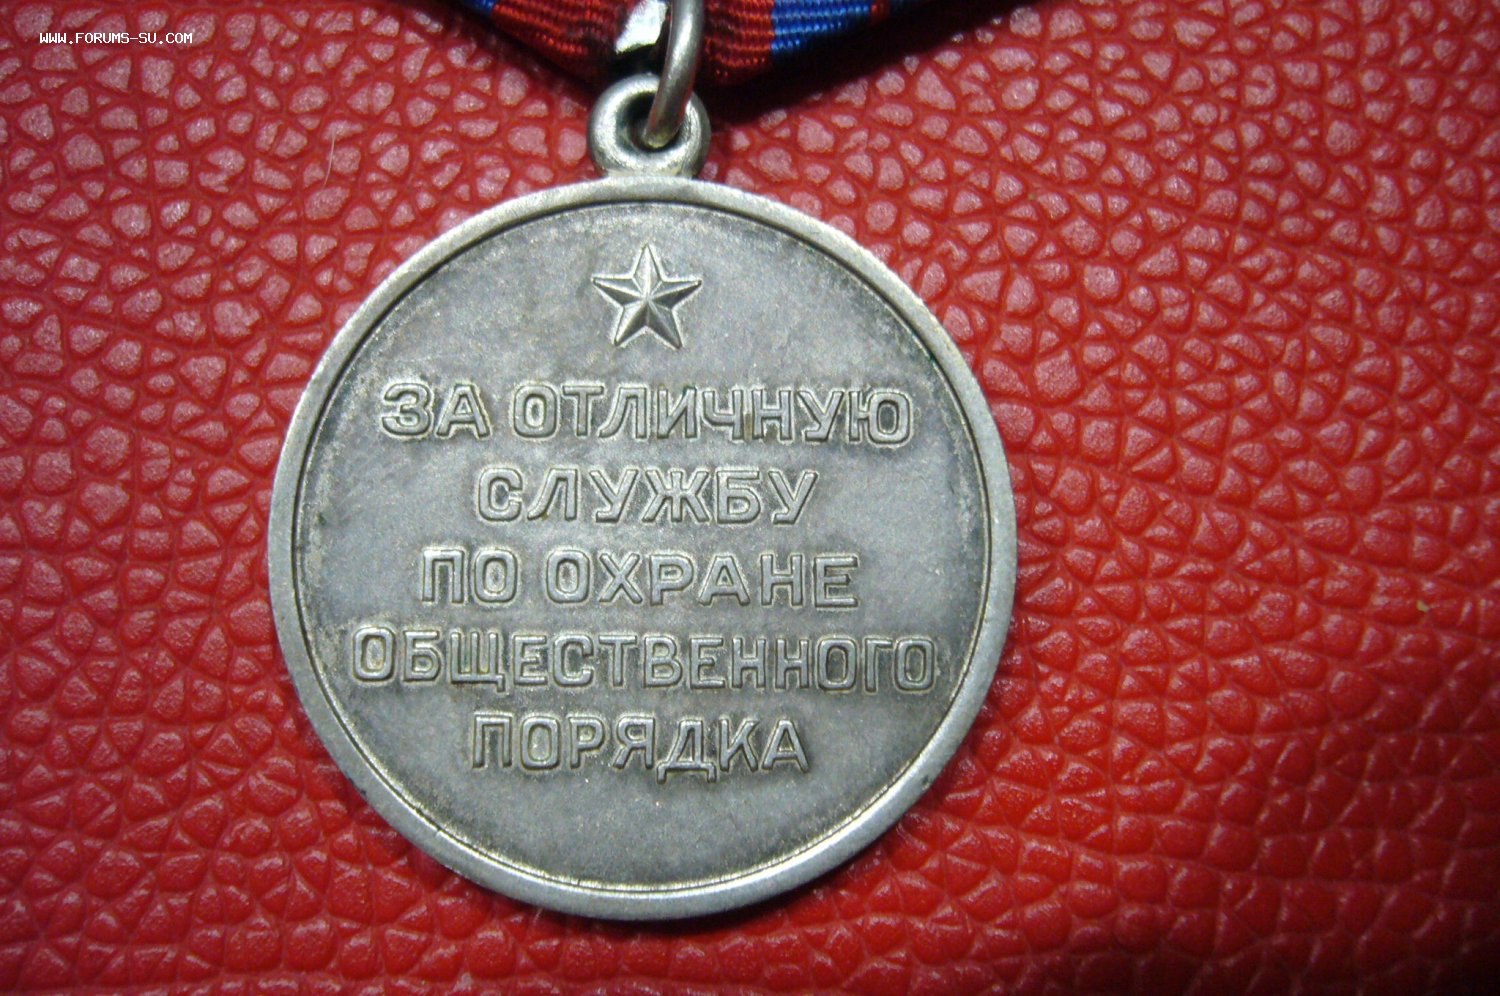 WWW.FORUMS-SU.COM
ЗА ОТЛИЧНУЮ
СЛУЖБУ
ПО ОХРАНЕ
ОБЩЕСТВЕННОГО
ПОРЯДКА